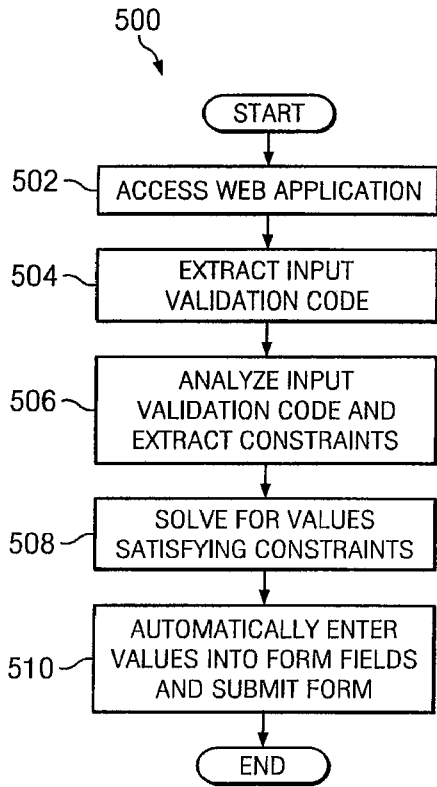 500
START
502
ACCESS WEB APPLICATION
504
EXTRACT INPUT
VALIDATION CODE
506
ANALYZE INPUT
VALIDATION CODE AND
EXTRACT CONSTRAINTS
508
SOLVE FOR VALUES
SATISFYING CONSTRAINTS
510
AUTOMATICALLY ENTER
VALUES INTO FORM FIELDS
AND SUBMIT FORM
END